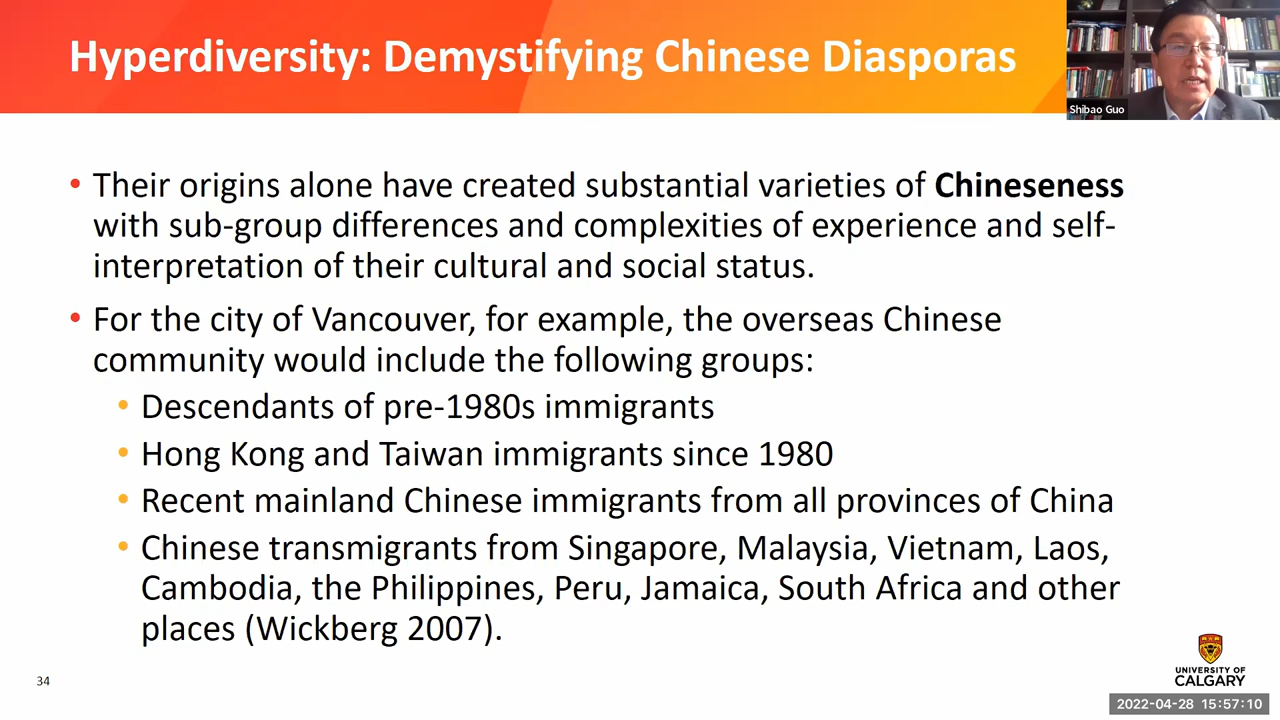 Hyperdiversity: Demystifying Chinese Diasporas
Shibao Guo
• Their origins alone have created substantial varieties of Chineseness
with sub-group differences and complexities of experience and self-
interpretation of their cultural and social status.
• For the city of Vancouver, for example, the overseas Chinese
community would include the following groups:
• Descendants of pre-1980s immigrants
• Hong Kong and Taiwan immigrants since 1980
• Recent mainland Chinese immigrants from all provinces of China
• Chinese transmigrants from Singapore, Malaysia, Vietnam, Laos,
Cambodia, the Philippines, Peru, Jamaica, South Africa and other
places (Wickberg 2007).
34
UNIVERSITY OF
CALGARY
2022-04-28 15:57:10